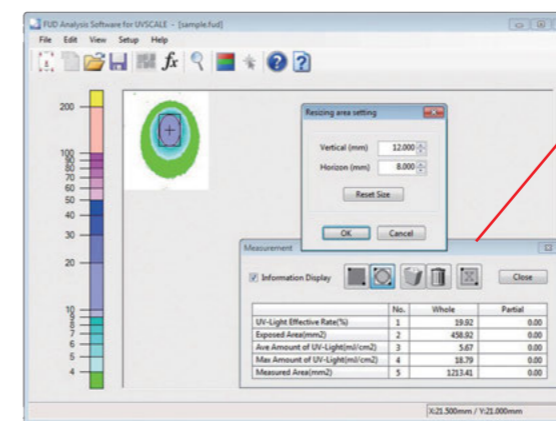 FUD Analysis Software for UVSCALE - [sample.fud]
File Edit View Setup Help
fx
200
100
90
80
70
60
50
40
30
20
10
9
8
7
6
5
4
Resizing area setting
Vertical (mm) 12.000
Horizon (mm) 8.000
Reset Size
OK Cancel
Measurement
Information Display Close
No. Whole Partial
UV-Light Effective Rate(%) 1 19.92 0.00
Exposed Area(mm2) 2 458.92 0.00
Ave Amount of UV-Light(mJ/cm2) 3 5.67 0.00
Max Amount of UV-Light(mJ/cm2) 4 18.79 0.00
Measured Area(mm2) 5 1213.41 0.00
X:21.500mm / Y:21.000mm